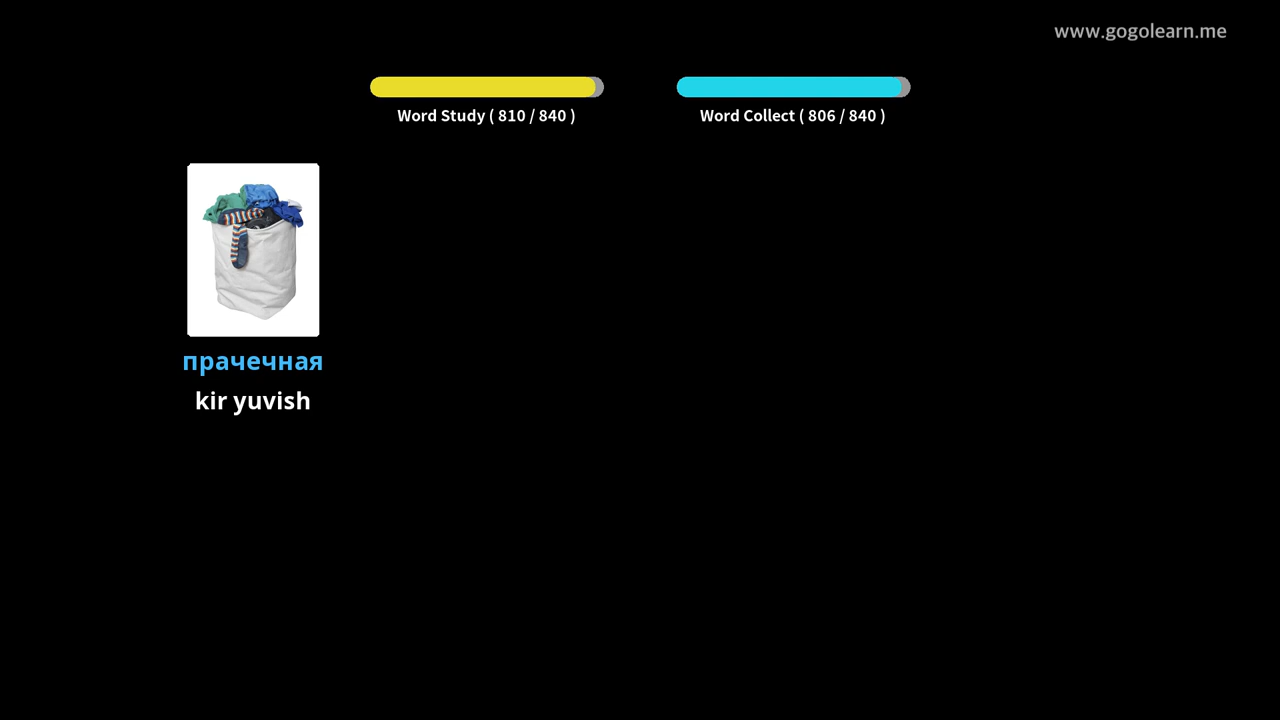 www.gogolearn.me
Word Study ( 810 / 840 )
Word Collect ( 806 / 840 )
прачечная
kir yuvish